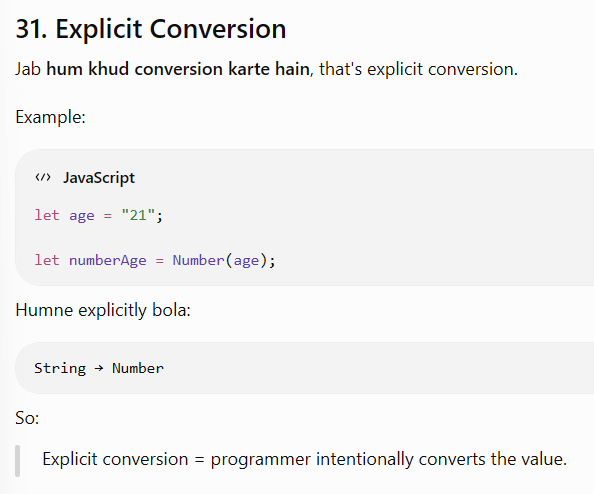 31. Explicit Conversion
Jab hum khud conversion karte hain, that's explicit conversion.
Example:
</> JavaScript
let age = "21";
let numberAge = Number(age);
Humne explicitly bola:
String → Number
So:
Explicit conversion = programmer intentionally converts the value.